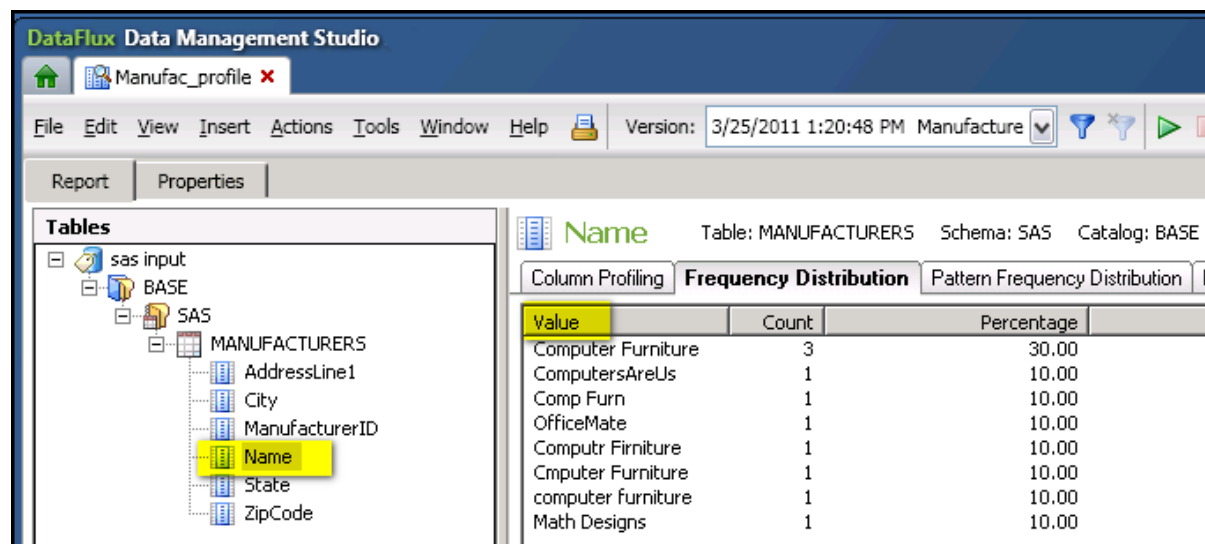 DataFlux Data Management Studio
Manufac_profile
File Edit View Insert Actions Tools Window Help Version: 3/25/2011 1:20:48 PM Manufacture
Report Properties
Tables
sas input
BASE
SAS
MANUFACTURERS
AddressLine1
City
ManufacturerID
Name
State
ZipCode
Name Table: MANUFACTURERS Schema: SAS Catalog: BASE
Column Profiling Frequency Distribution Pattern Frequency Distribution
Value Count Percentage
Computer Furniture 3 30.00
ComputersAreUs 1 10.00
Comp Furn 1 10.00
OfficeMate 1 10.00
Computr Firniture 1 10.00
Cmputer Furniture 1 10.00
computer furniture 1 10.00
Math Designs 1 10.00